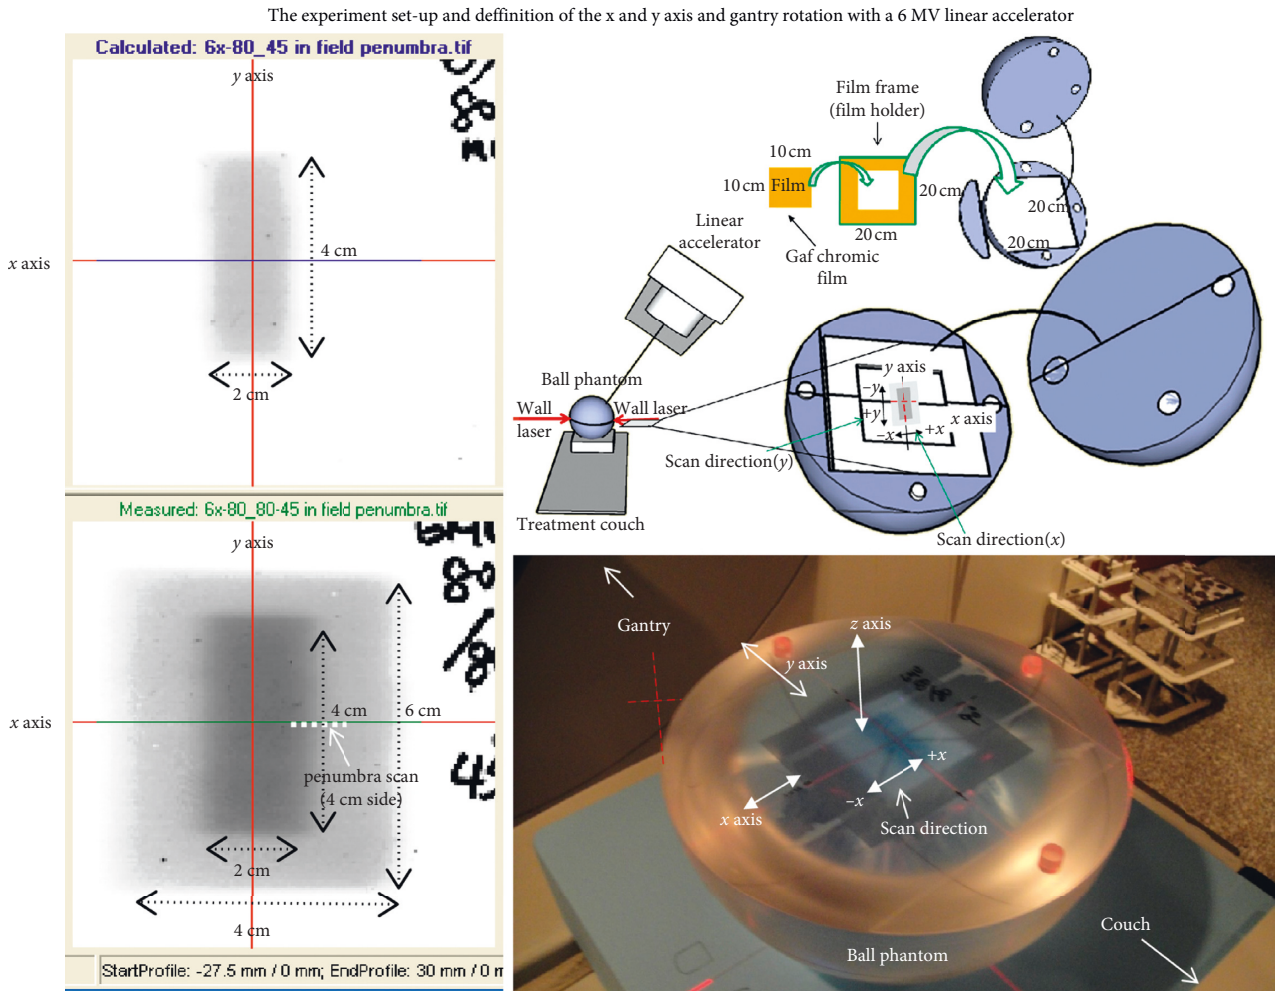 The experiment set-up and deffinition of the x and y axis and gantry rotation with a 6 MV linear accelerator
Calculated: 6x-80_45 in field penumbra.tif
y axis
4 cm
x axis
2 cm
Measured: 6x-80_80-45 in field penumbra.tif
y axis
x axis
4 cm
6 cm
penumbra scan
(4 cm side)
2 cm
4 cm
StartProfile: -27.5 mm / 0 mm; EndProfile: 30 mm / 0 m
Film frame
(film holder)
10 cm
10 cm
Film
20 cm
20 cm
20 cm
20 cm
Gaf chromic
film
Linear
accelerator
Ball phantom
Wall
laser
Wall laser
Treatment couch
y axis
–y
+y
x axis
–x
+x
Scan direction(y)
Scan direction(x)
Gantry
z axis
y axis
+x
–x
x axis
Scan direction
Couch
Ball phantom